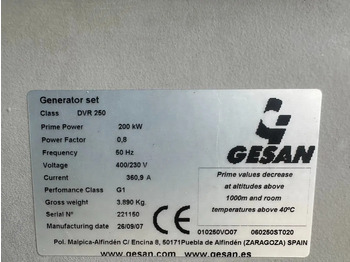 Generator set
Class DVR 250
Prime Power 200 kW
Power Factor 0,8
Frequency 50 Hz
Voltage 400/230 V
Current 360,9 A
Perfomance Class G1
Gross weight 3.890 Kg.
Serial Nº 221150
Date 26/09/07
GESAN
Prime values decrease
at altitudes above
1000m and room
temperatures above 40ºC
010250VO07 060250ST020
Pol. Malpica-Alfindén C/ Encina 8, 50171Puebla de Alfindén (ZARAGOZA) SPAIN
www.gesan.com www.gesan.es